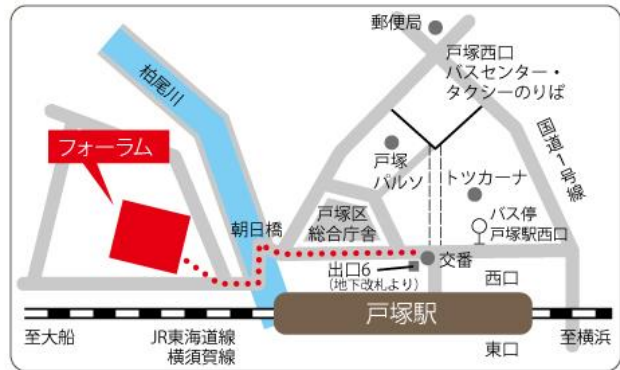 郵便局
戸塚西口
バスセンター・
タクシーのりば
柏尾川
国道1号線
フォーラム
戸塚
パルソ
トツカーナ
戸塚区
総合庁舎
バス停
戸塚駅西口
朝日橋
交番
出口6
(地下改札より)
西口
戸塚駅
至大船
JR東海道線
横須賀線
東口
至横浜